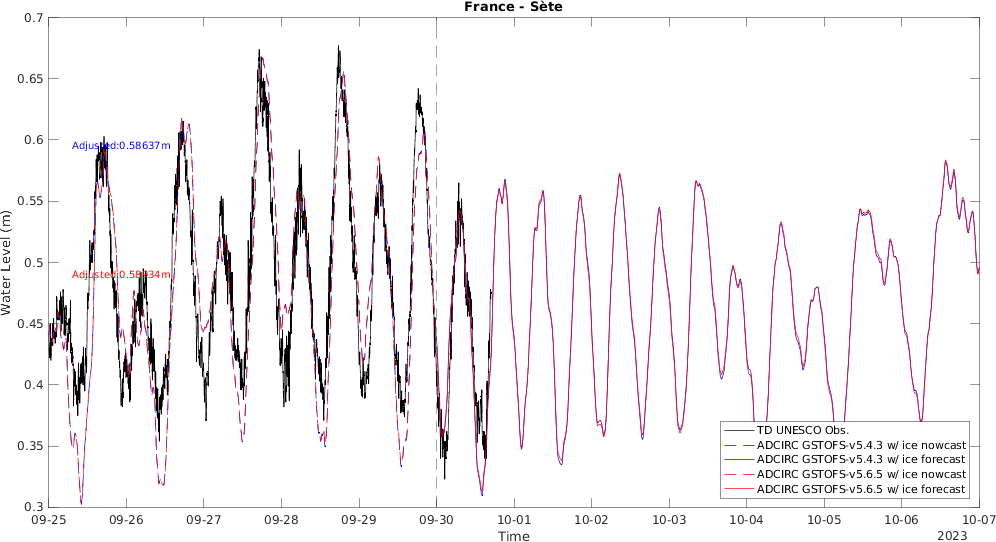 France - Sète
0.7
0.65
0.6
0.55
0.5
0.45
0.4
0.35
0.3
Water Level (m)
Adjusted:0.58637m
Adjusted:0.58934m
TD UNESCO Obs.
ADCIRC GSTOFS-v5.4.3 w/ ice nowcast
ADCIRC GSTOFS-v5.4.3 w/ ice forecast
ADCIRC GSTOFS-v5.6.5 w/ ice nowcast
ADCIRC GSTOFS-v5.6.5 w/ ice forecast
09-25 09-26 09-27 09-28 09-29 09-30 10-01 10-02 10-03 10-04 10-05 10-06 10-07
Time
2023